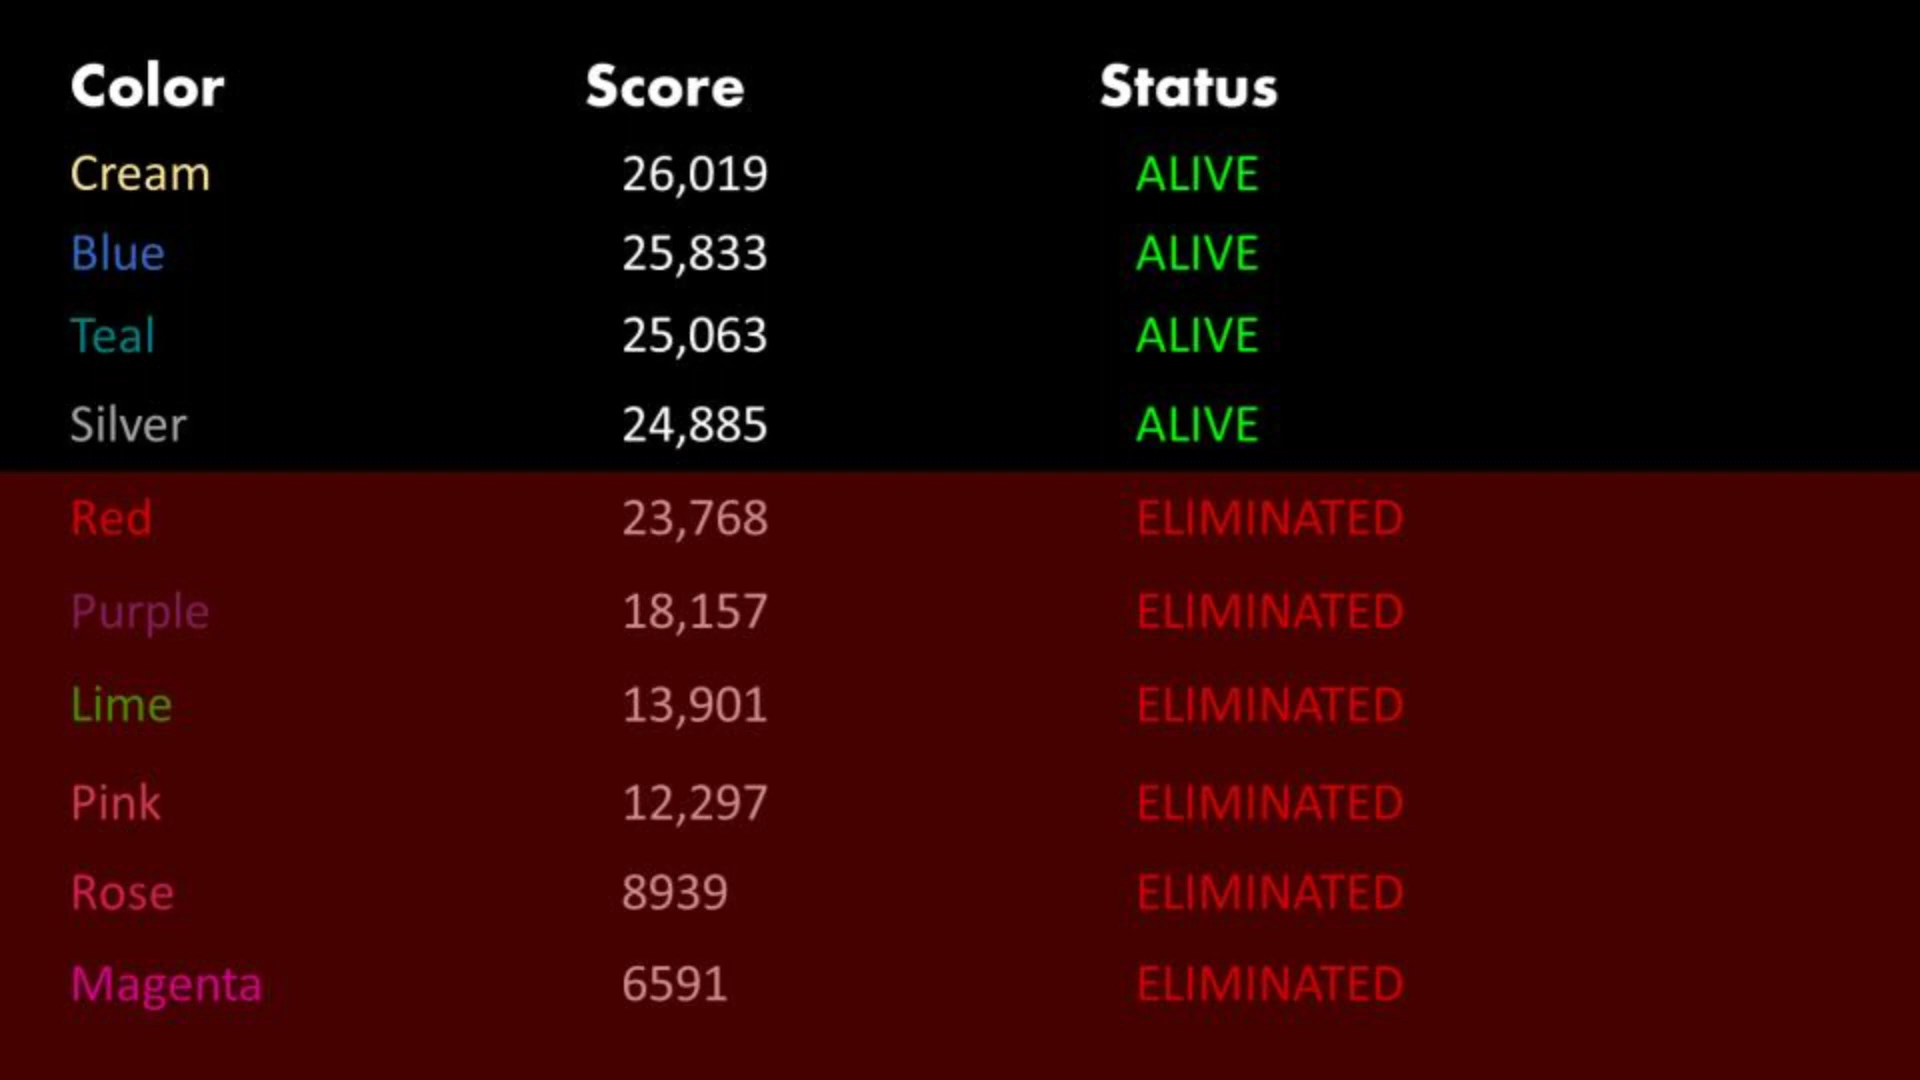 Color Score Status
Cream 26,019 ALIVE
Blue 25,833 ALIVE
Teal 25,063 ALIVE
Silver 24,885 ALIVE
Red 23,768 ELIMINATED
Purple 18,157 ELIMINATED
Lime 13,901 ELIMINATED
Pink 12,297 ELIMINATED
Rose 8939 ELIMINATED
Magenta 6591 ELIMINATED